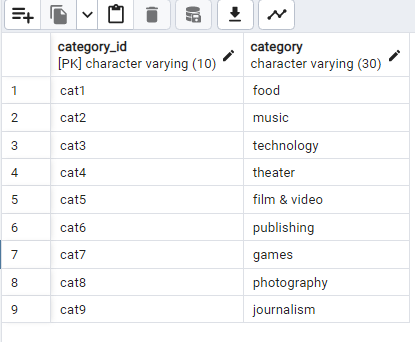 category_id category
[PK] character varying (10) character varying (30)
1 cat1 food
2 cat2 music
3 cat3 technology
4 cat4 theater
5 cat5 film & video
6 cat6 publishing
7 cat7 games
8 cat8 photography
9 cat9 journalism